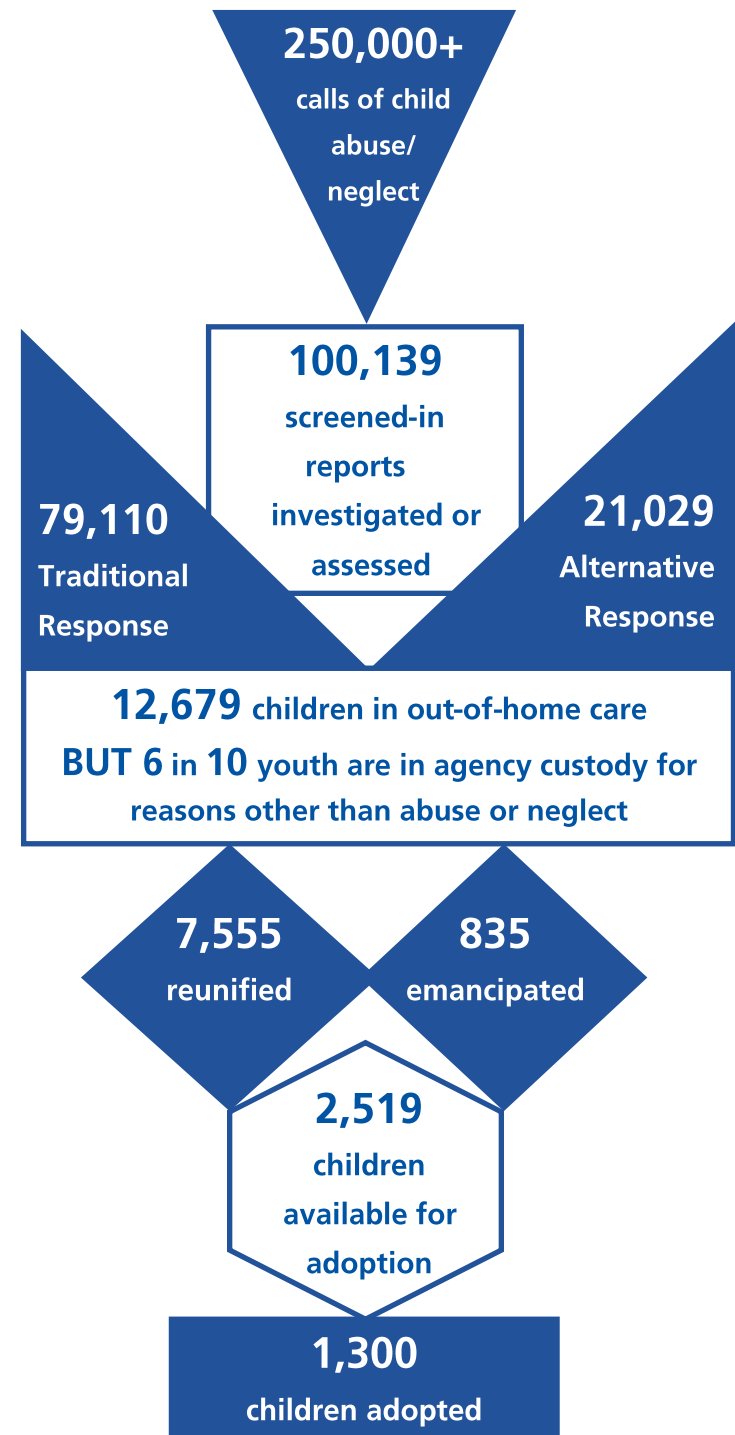 250,000+
calls of child
abuse/
neglect
100,139
screened-in
reports
investigated or
assessed
79,110
Traditional
Response
21,029
Alternative
Response
12,679 children in out-of-home care
BUT 6 in 10 youth are in agency custody for
reasons other than abuse or neglect
7,555
reunified
835
emancipated
2,519
children
available for
adoption
1,300
children adopted